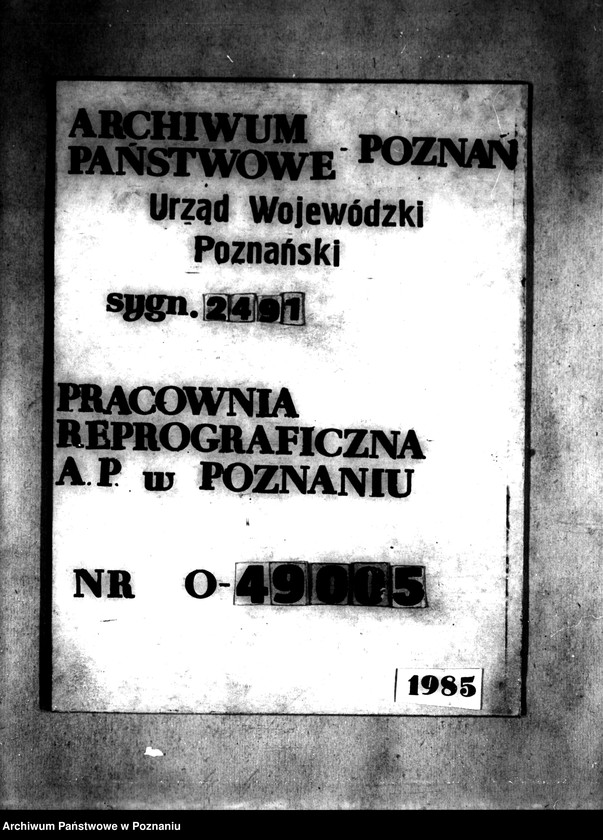 ARCHIWUM
PAŃSTWOWE - POZNAŃ
Urząd Wojewódzki
Poznański
sygn. 2491
PRACOWNIA
REPROGRAFICZNA
A.P. w POZNANIU
NR O-49005
1985
Archiwum Państwowe w Poznaniu